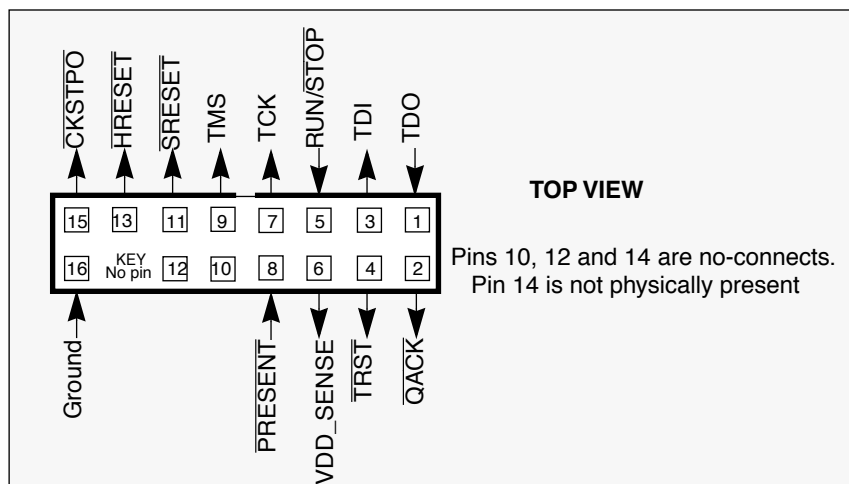 CKSTPO
HRESET
SRESET
TMS
TCK
RUN/STOP
TDI
TDO
15 13 11 9 7 5 3 1
16 KEY No pin 12 10 8 6 4 2
Ground
PRESENT
VDD_SENSE
TRST
QACK
TOP VIEW
Pins 10, 12 and 14 are no-connects.
Pin 14 is not physically present